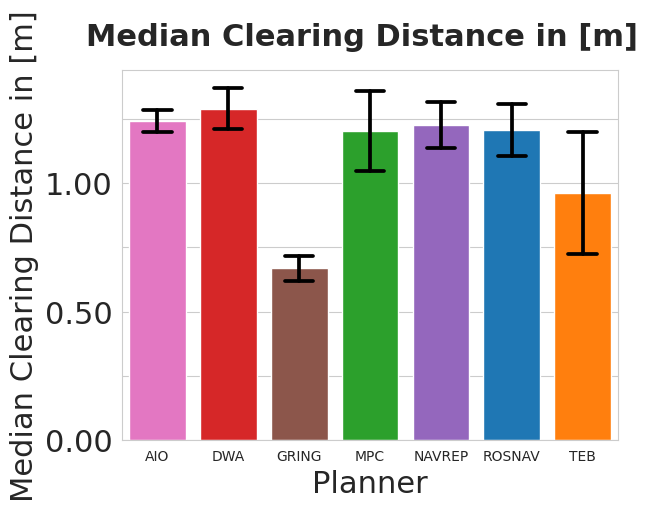 Median Clearing Distance in [m]
Median Clearing Distance in [m]
1.00
0.50
0.00
AIO DWA GRING MPC NAVREP ROSNAV TEB
Planner